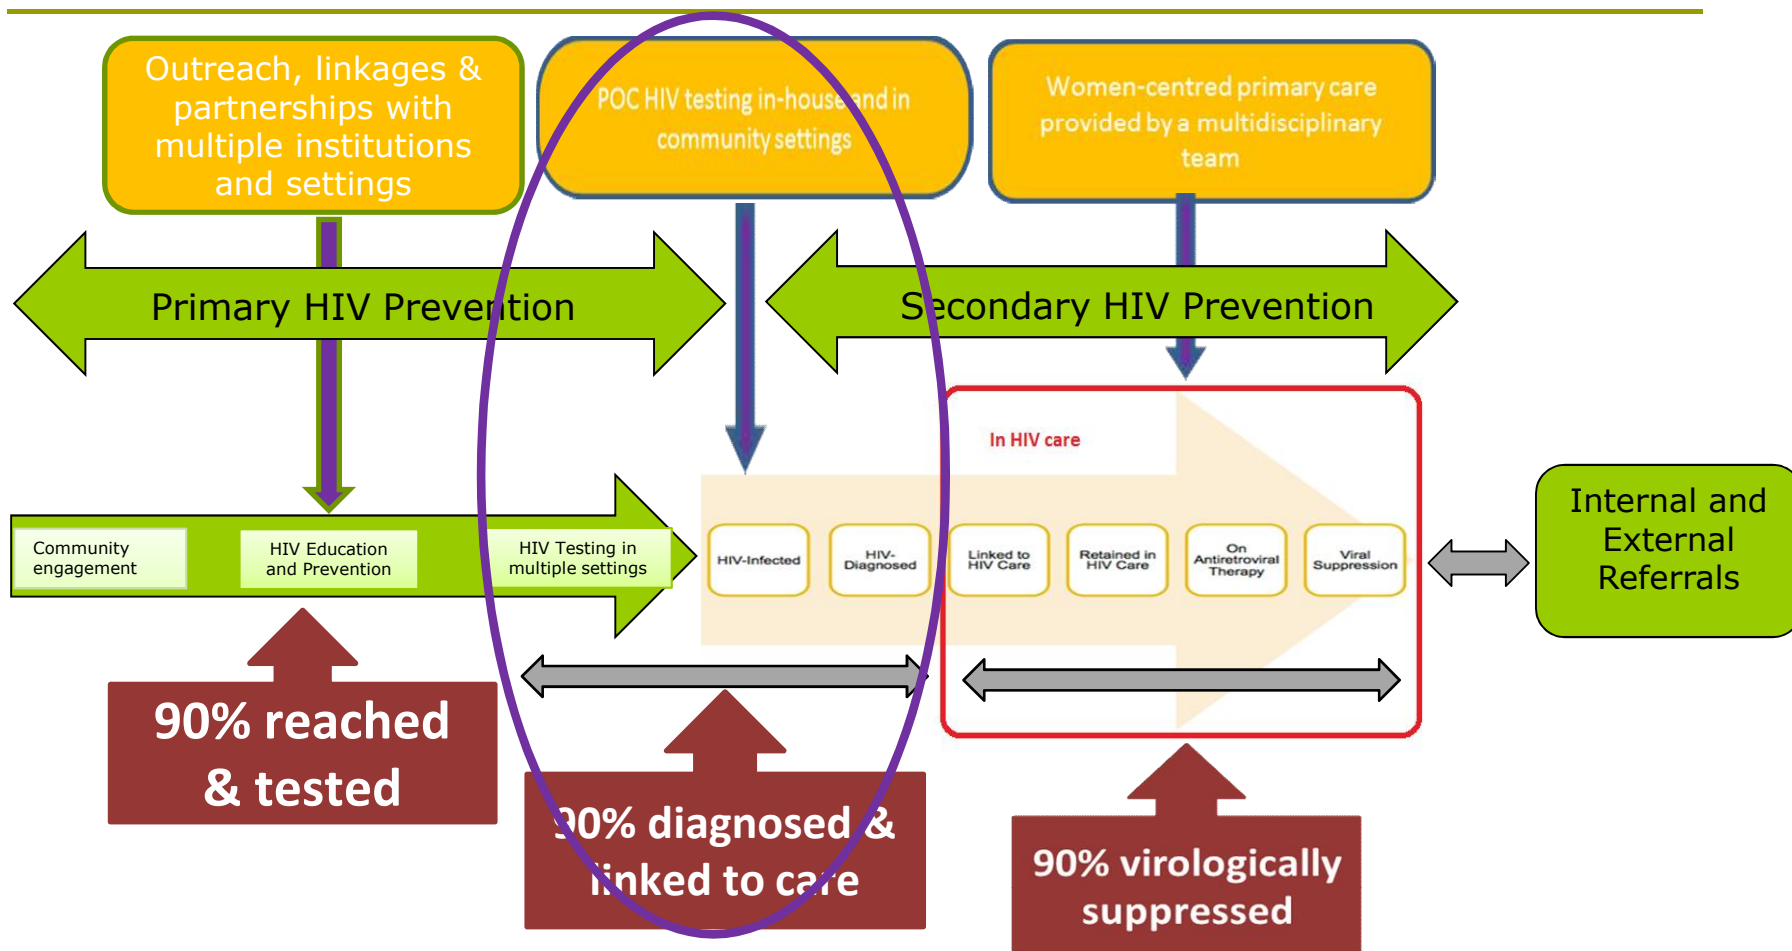 Outreach, linkages &
partnerships with
multiple institutions
and settings
POC HIV testing in-house and in
community settings
Women-centred primary care
provided by a multidisciplinary
team
Primary HIV Prevention
Secondary HIV Prevention
In HIV care
Community
engagement
HIV Education
and Prevention
HIV Testing in
multiple settings
HIV-Infected
HIV-
Diagnosed
Linked to
HIV Care
Retained in
HIV Care
On
Antiretroviral
Therapy
Viral
Suppression
Internal and
External
Referrals
90% reached
& tested
90% diagnosed &
linked to care
90% virologically
suppressed